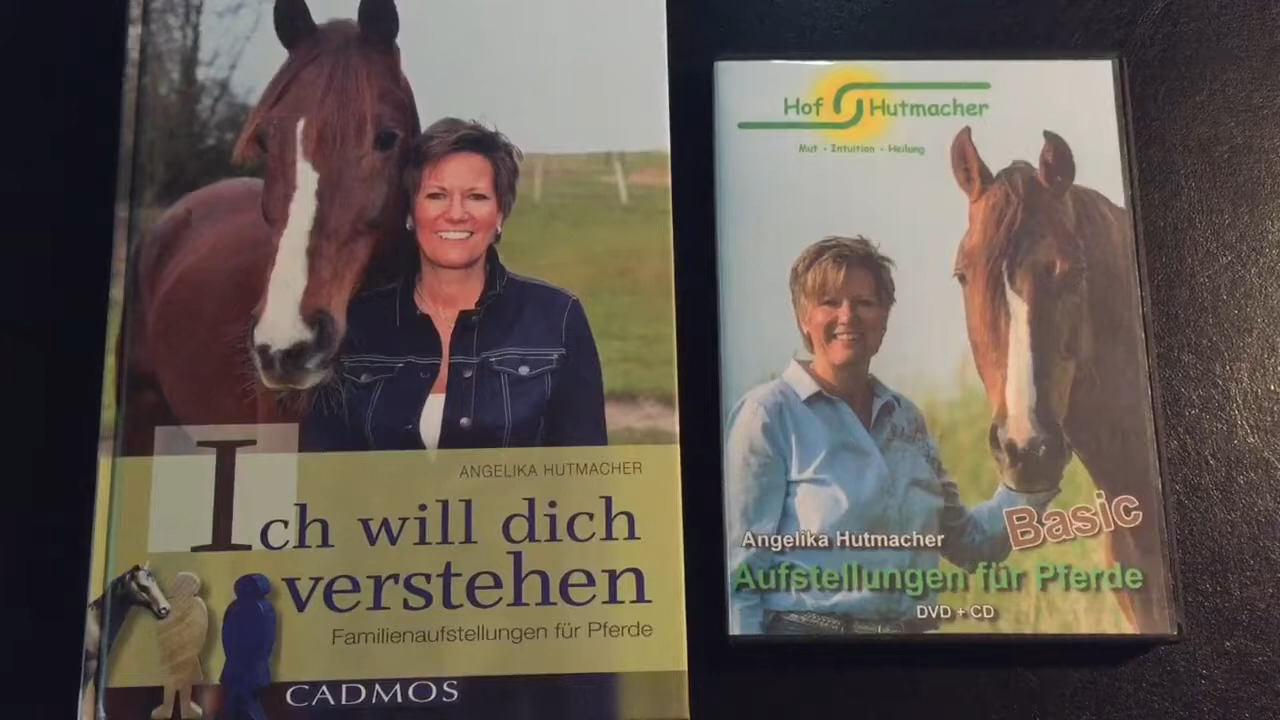 ANGELIKA HUTMACHER
Ich will dich
verstehen
Familienaufstellungen für Pferde
CADMOS
Hof Hutmacher
Mut - Intuition - Heilung
Basic
Angelika Hutmacher
Aufstellungen für Pferde
DVD + CD